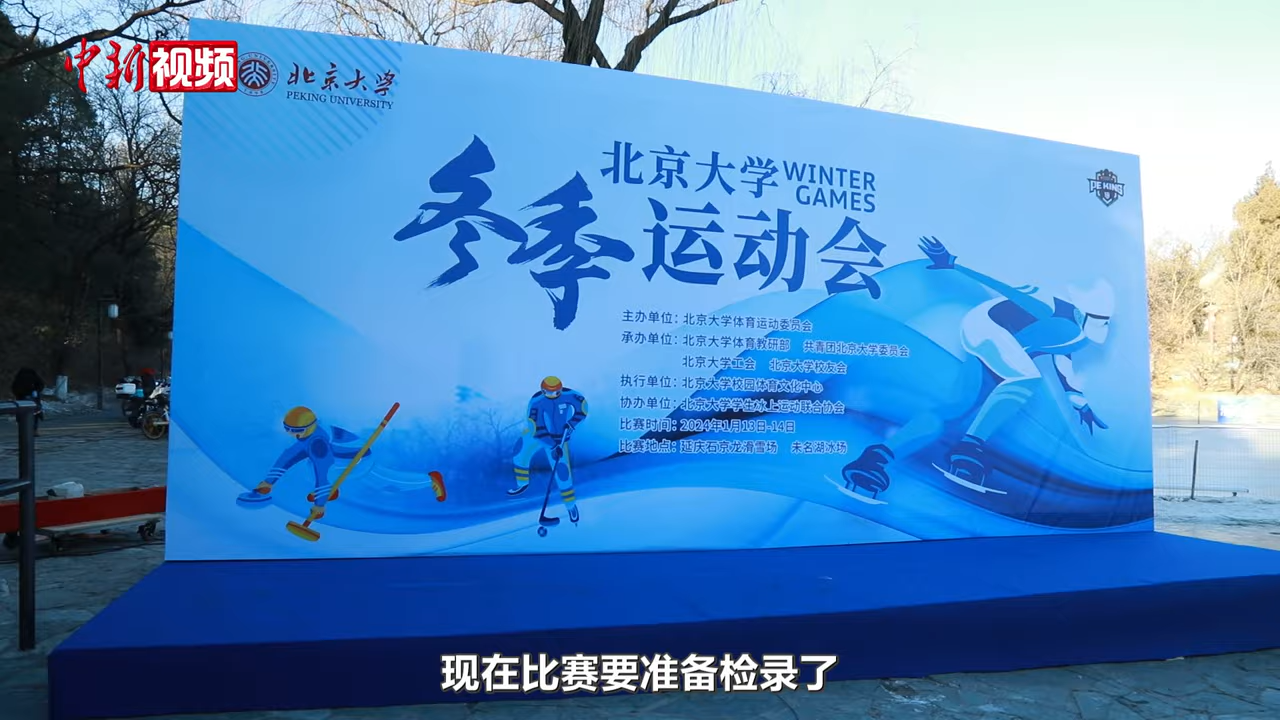 中新视频
北京大学
PEKING UNIVERSITY
北京大学 WINTER GAMES
冬季运动会
PEKING
主办单位：北京大学体育运动委员会
承办单位：北京大学体育教研部 共青团北京大学委员会
北京大学工会 北京大学校友会
执行单位：北京大学校园体育文化中心
协办单位：北京大学学生冰上运动联合协会
比赛时间：2024年1月13日-14日
比赛地点：延庆石京龙滑雪场 未名湖冰场
现在比赛要准备检录了